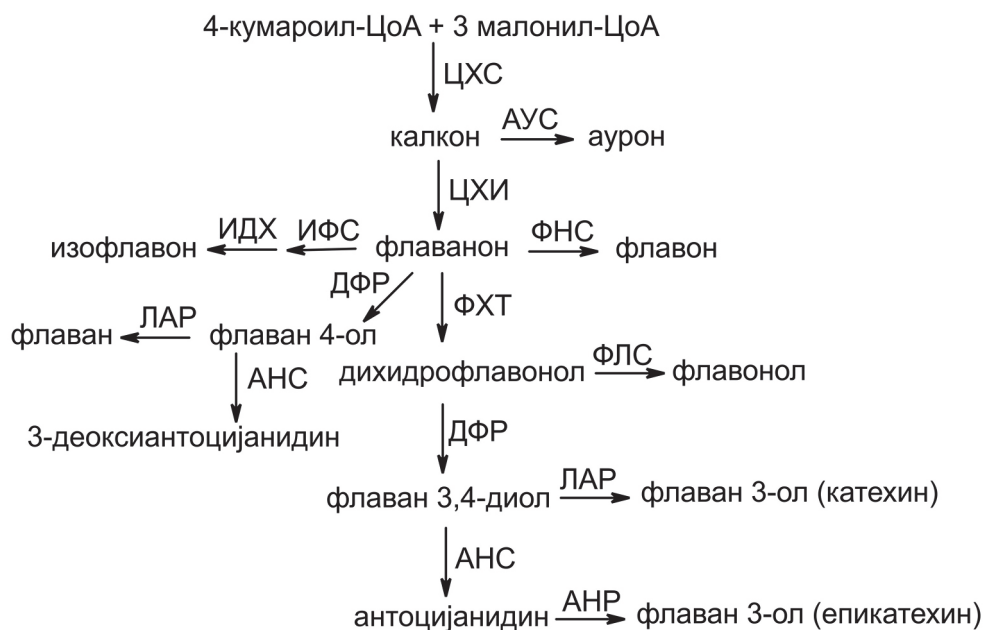 4-кумароил-ЦоА + 3 малонил-ЦоА
ЦХС
калкон
АУС
аурон
ЦХИ
изофлавон
ИДХ
ИФС
флаванон
ФНС
флавон
ДФР
ФХТ
флаван
ЛАР
флаван 4-ол
АНС
дихидрофлавонол
ФЛС
флавонол
3-деоксиантоцијанидин
ДФР
флаван 3,4-диол
ЛАР
флаван 3-ол (катехин)
АНС
антоцијанидин
АНР
флаван 3-ол (епикатехин)